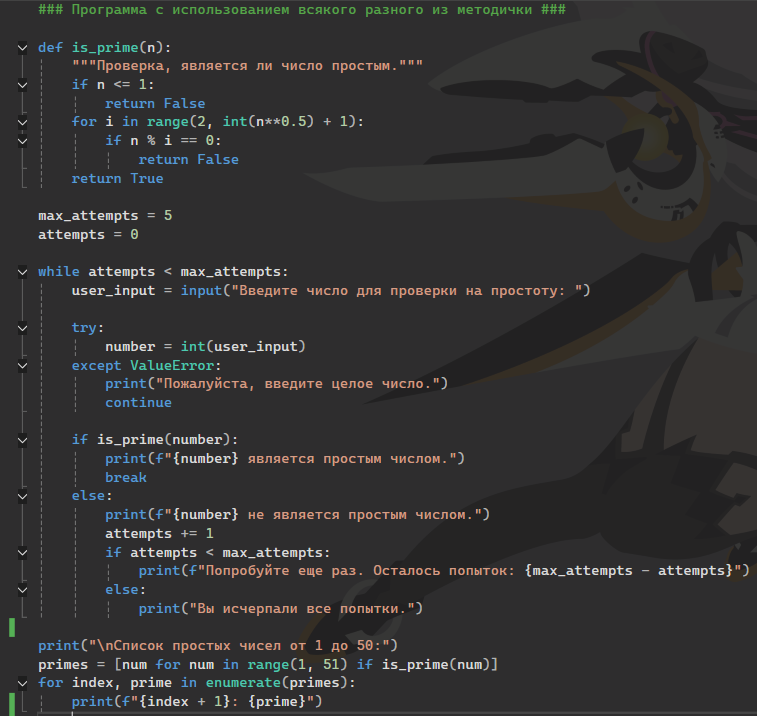 ### Программа с использованием всякого разного из методички ###
def is_prime(n):
    """Проверка, является ли число простым."""
    if n <= 1:
        return False
    for i in range(2, int(n**0.5) + 1):
        if n % i == 0:
            return False
    return True
max_attempts = 5
attempts = 0
while attempts < max_attempts:
    user_input = input("Введите число для проверки на простоту: ")
    try:
        number = int(user_input)
    except ValueError:
        print("Пожалуйста, введите целое число.")
        continue
    if is_prime(number):
        print(f"{number} является простым числом.")
        break
    else:
        print(f"{number} не является простым числом.")
        attempts += 1
        if attempts < max_attempts:
            print(f"Попробуйте еще раз. Осталось попыток: {max_attempts - attempts}")
        else:
            print("Вы исчерпали все попытки.")
print("\nСписок простых чисел от 1 до 50:")
primes = [num for num in range(1, 51) if is_prime(num)]
for index, prime in enumerate(primes):
    print(f"{index + 1}: {prime}")